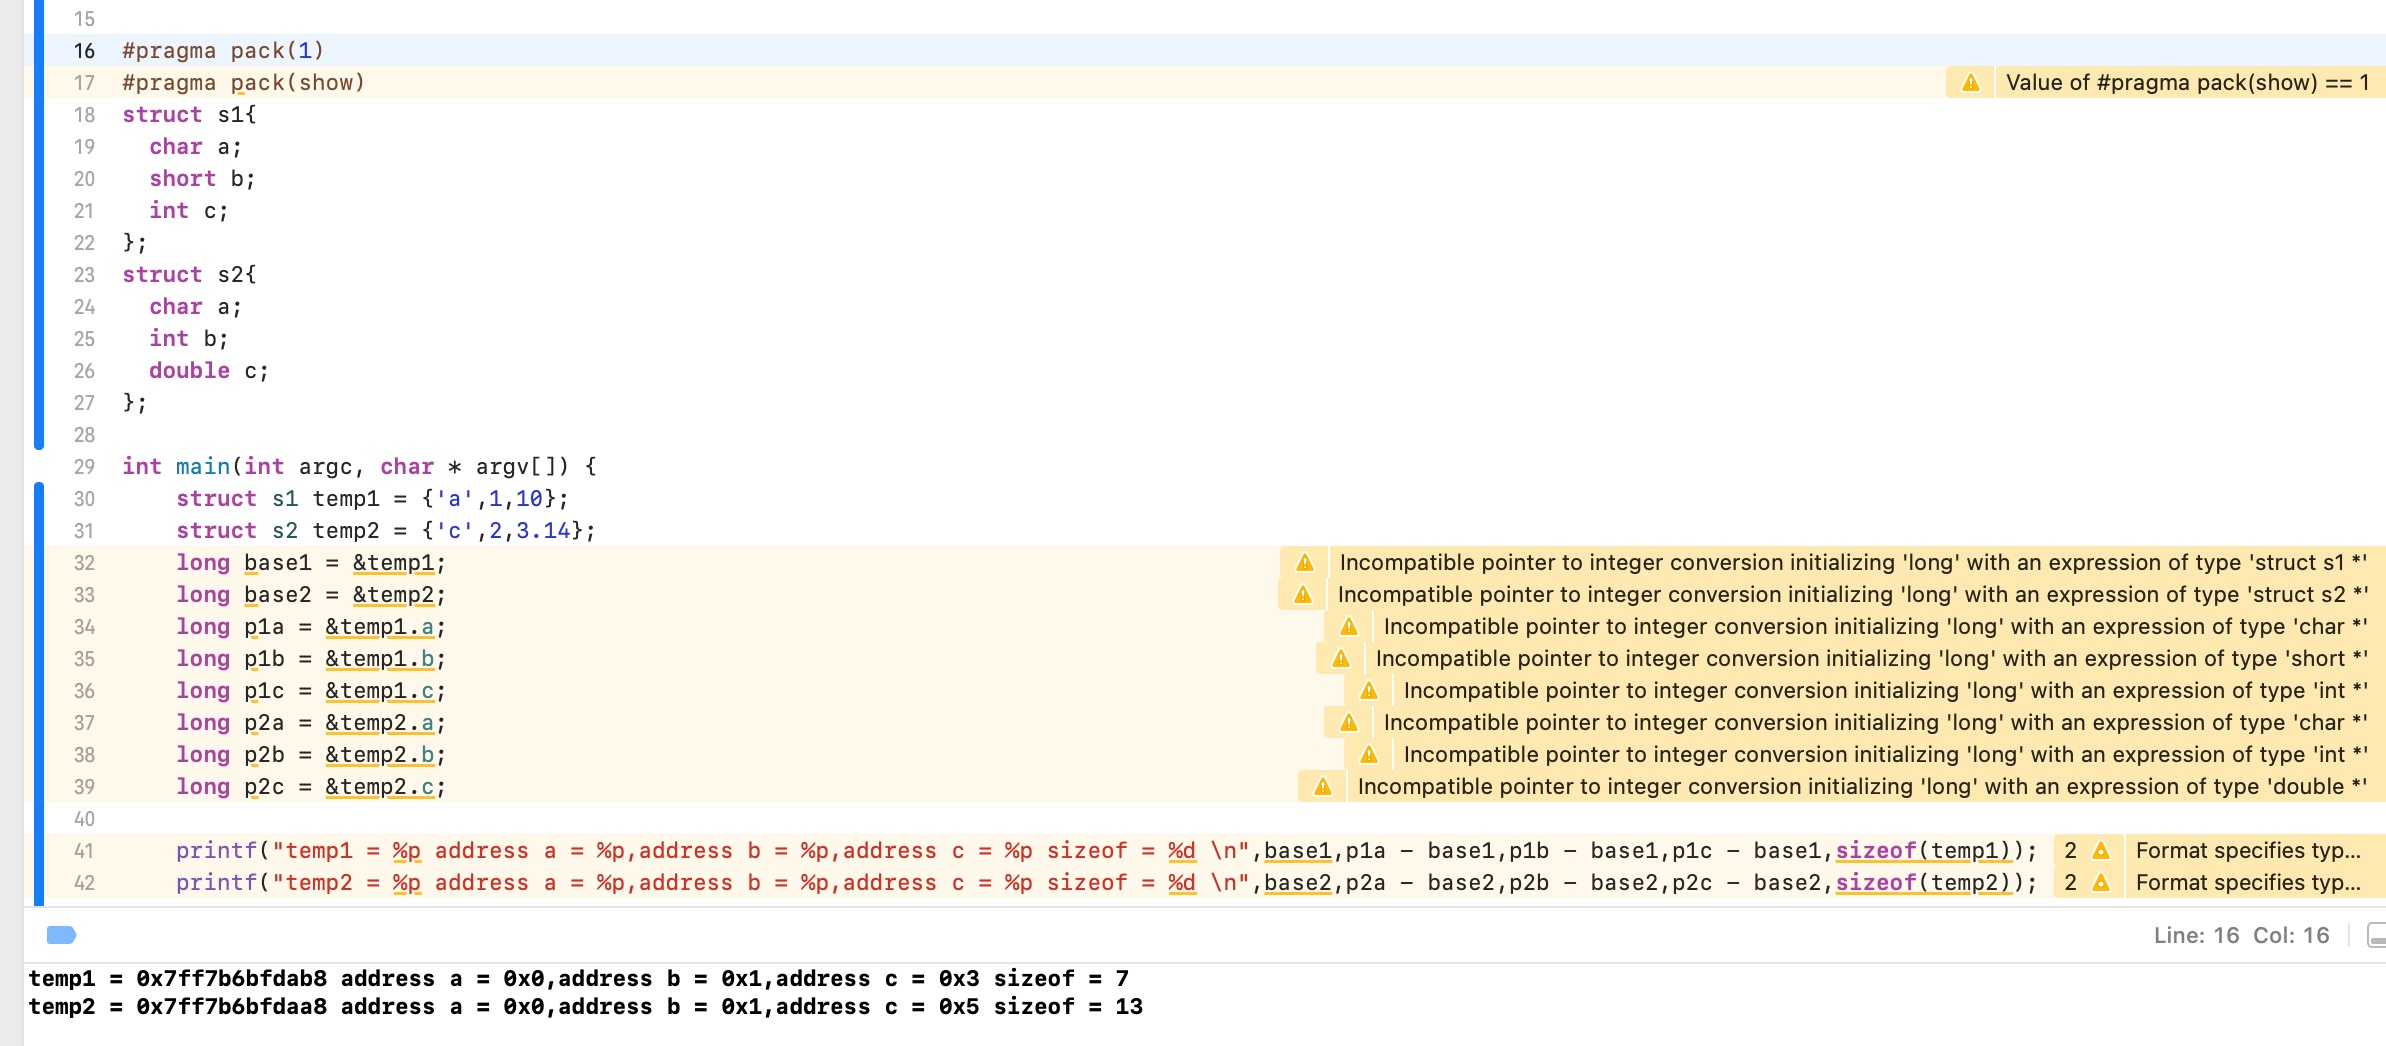 15
16 #pragma pack(1)
17 #pragma pack(show) Value of #pragma pack(show) == 1
18 struct s1{
19   char a;
20   short b;
21   int c;
22 };
23 struct s2{
24   char a;
25   int b;
26   double c;
27 };
28
29 int main(int argc, char * argv[]) {
30     struct s1 temp1 = {'a',1,10};
31     struct s2 temp2 = {'c',2,3.14};
32     long base1 = &temp1; Incompatible pointer to integer conversion initializing 'long' with an expression of type 'struct s1 *'
33     long base2 = &temp2; Incompatible pointer to integer conversion initializing 'long' with an expression of type 'struct s2 *'
34     long p1a = &temp1.a; Incompatible pointer to integer conversion initializing 'long' with an expression of type 'char *'
35     long p1b = &temp1.b; Incompatible pointer to integer conversion initializing 'long' with an expression of type 'short *'
36     long p1c = &temp1.c; Incompatible pointer to integer conversion initializing 'long' with an expression of type 'int *'
37     long p2a = &temp2.a; Incompatible pointer to integer conversion initializing 'long' with an expression of type 'char *'
38     long p2b = &temp2.b; Incompatible pointer to integer conversion initializing 'long' with an expression of type 'int *'
39     long p2c = &temp2.c; Incompatible pointer to integer conversion initializing 'long' with an expression of type 'double *'
40
41     printf("temp1 = %p address a = %p,address b = %p,address c = %p sizeof = %d \n",base1,p1a - base1,p1b - base1,p1c - base1,sizeof(temp1)); 2 Format specifies typ...
42     printf("temp2 = %p address a = %p,address b = %p,address c = %p sizeof = %d \n",base2,p2a - base2,p2b - base2,p2c - base2,sizeof(temp2)); 2 Format specifies typ...
Line: 16 Col: 16
temp1 = 0x7ff7b6bfdab8 address a = 0x0,address b = 0x1,address c = 0x3 sizeof = 7
temp2 = 0x7ff7b6bfdaa8 address a = 0x0,address b = 0x1,address c = 0x5 sizeof = 13